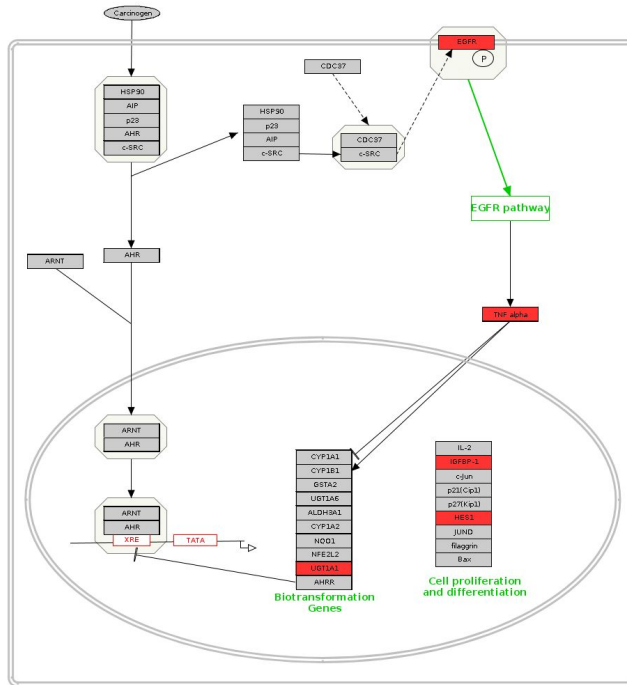 Carcinogen
EGFR
P
CDC37
HSP90
AIP
p23
AHR
c-SRC
HSP90
p23
AIP
c-SRC
CDC37
c-SRC
EGFR pathway
ARNT
AHR
TNF alpha
ARNT
AHR
ARNT
AHR
XRE
TATA
CYP1A1
CYP1B1
GSTA2
UGT1A6
ALDH3A1
CYP1A2
NQO1
NFE2L2
UGT1A1
AHRR
Biotransformation
Genes
IL-2
IGFBP-1
c-Jun
p21(Cip1)
p27(Kip1)
HES1
JUND
filaggrin
Bax
Cell proliferation
and differentiation